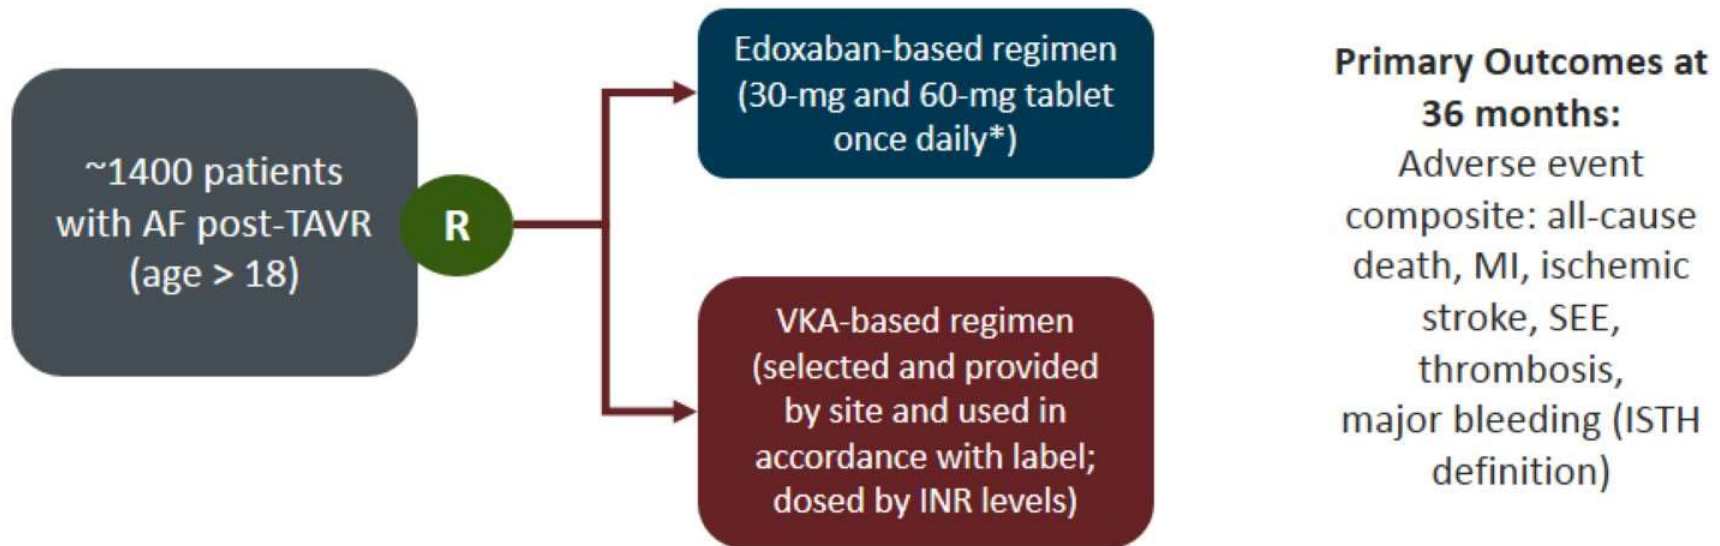 ~1400 patients
with AF post-TAVR
(age > 18)
R
Edoxaban-based regimen
(30-mg and 60-mg tablet
once daily*)
VKA-based regimen
(selected and provided
by site and used in
accordance with label;
dosed by INR levels)
Primary Outcomes at
36 months:
Adverse event
composite: all-cause
death, MI, ischemic
stroke, SEE,
thrombosis,
major bleeding (ISTH
definition)